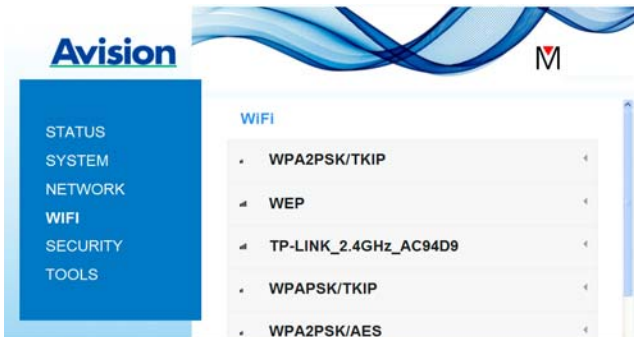 Avision
M
STATUS
SYSTEM
NETWORK
WIFI
SECURITY
TOOLS
WiFi
WPA2PSK/TKIP
WEP
TP-LINK_2.4GHz_AC94D9
WPAPSK/TKIP
WPA2PSK/AES